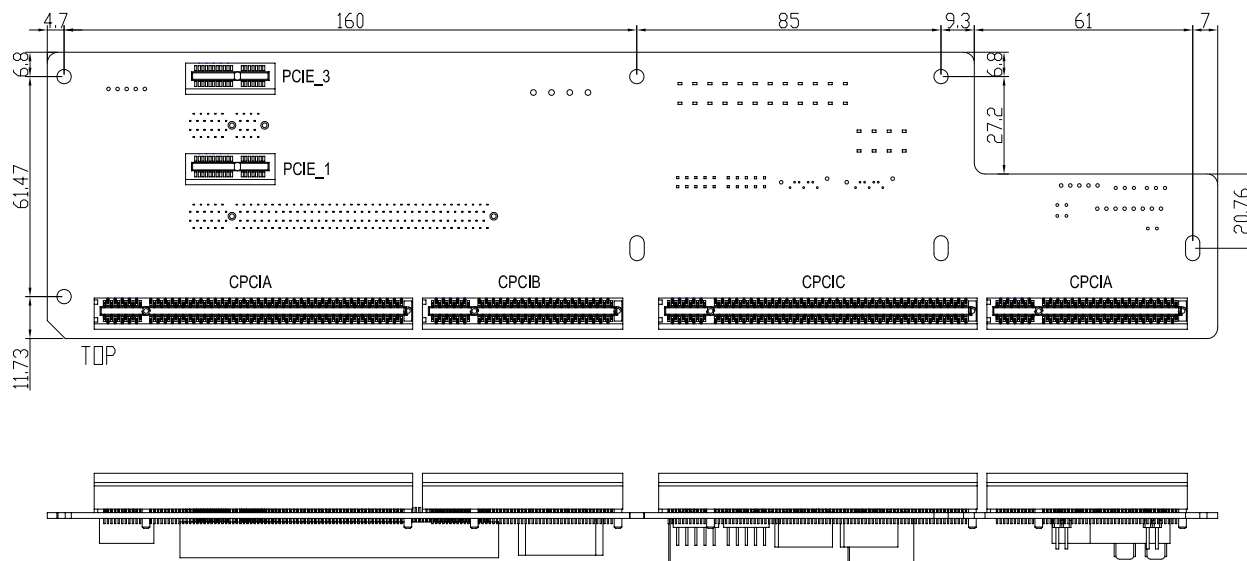 4.7
160
85
9.3
61
7
6.8
PCIE_3
6.8
27.2
PCIE_1
61.47
20.76
CPCIA
CPCIB
CPCIC
CPCIA
11.73
TOP